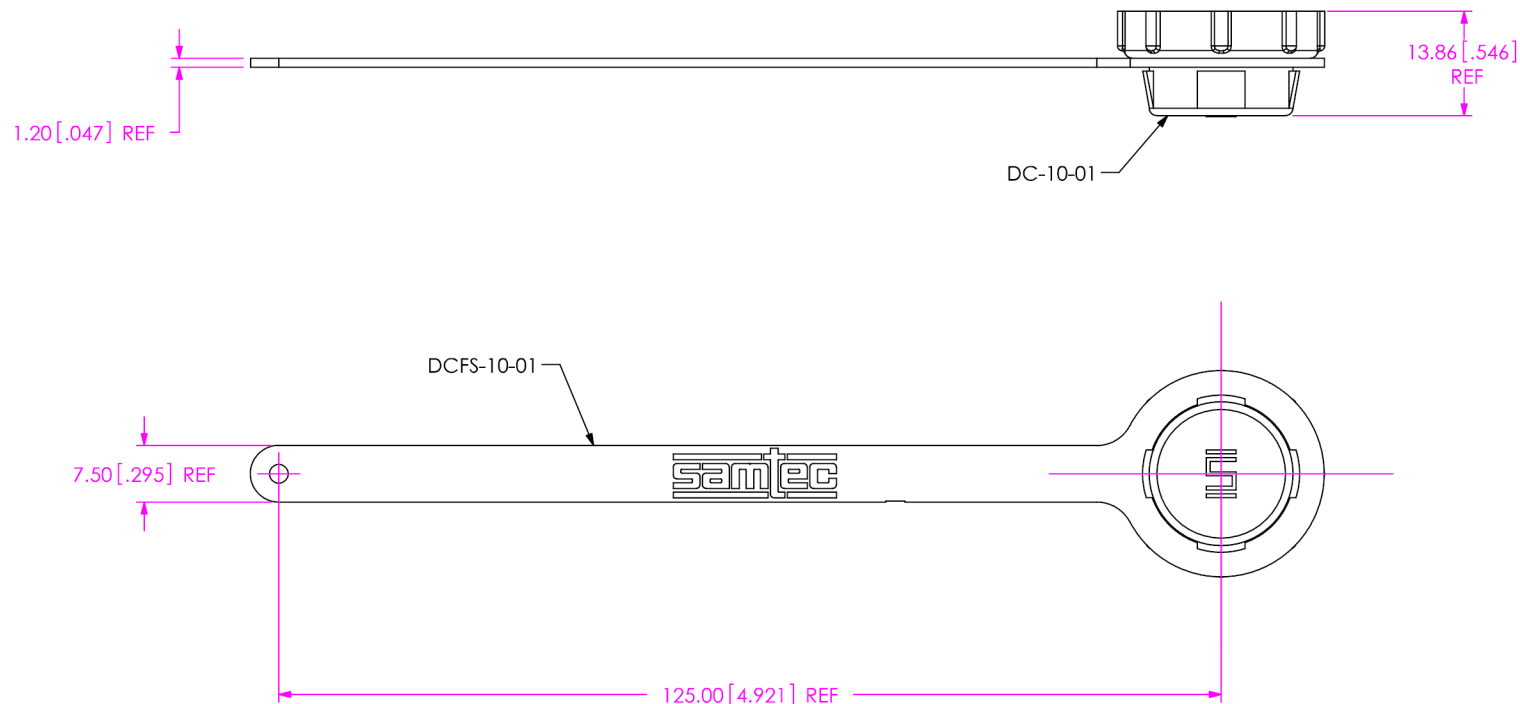 13.86 [.546]
REF
1.20 [.047] REF
DC-10-01
DCFS-10-01
7.50 [.295] REF
samtec
S
125.00 [4.921] REF